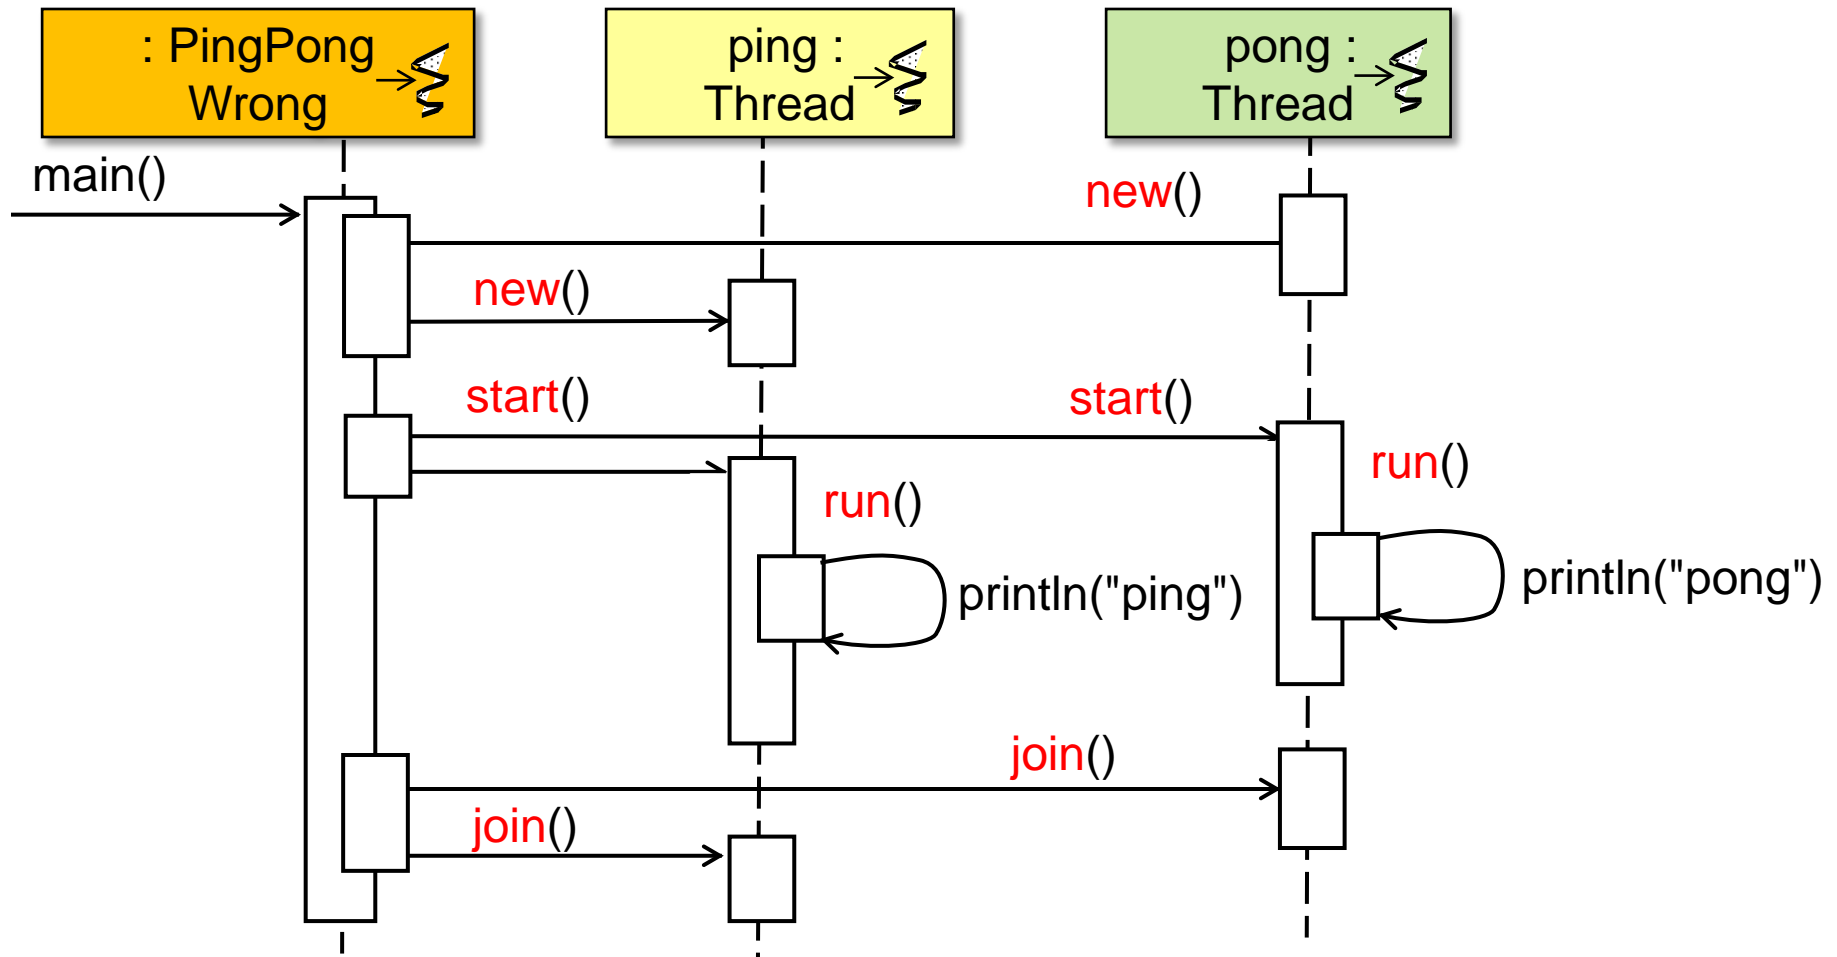 : PingPong
Wrong
ping :
Thread
pong :
Thread
main()
new()
new()
start()
start()
run()
run()
println("ping")
println("pong")
join()
join()